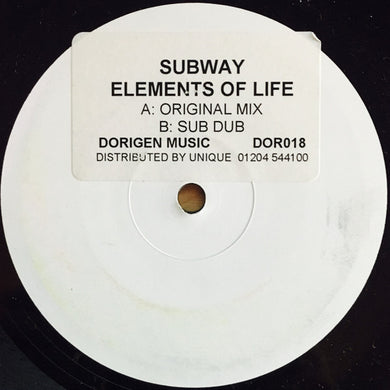 SUBWAY
ELEMENTS OF LIFE
A: ORIGINAL MIX
B: SUB DUB
DORIGEN MUSIC DOR018
DISTRIBUTED BY UNIQUE 01204 544100